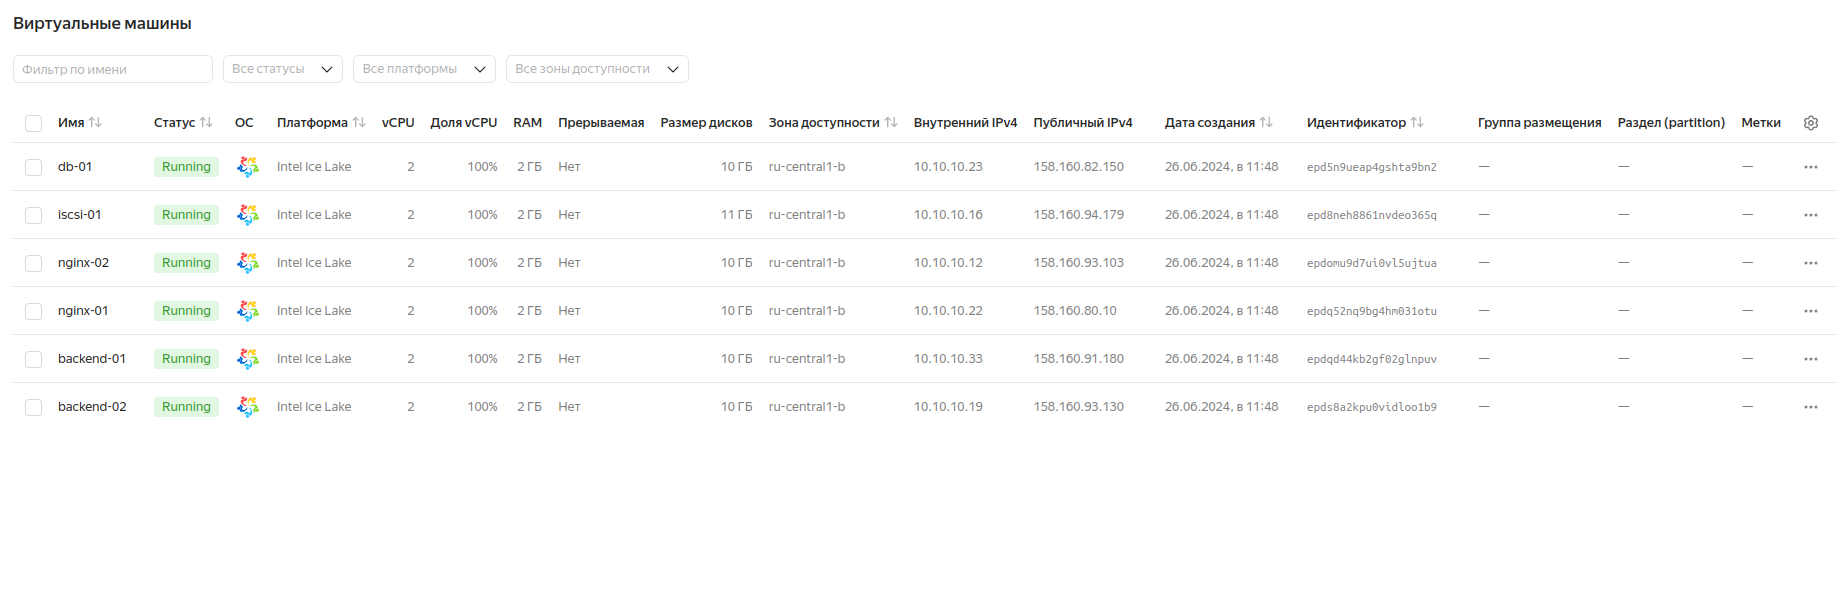 Виртуальные машины
Фильтр по имени Все статусы Все платформы Все зоны доступности
Имя Статус ОС Платформа vCPU Доля vCPU RAM Прерываемая Размер дисков Зона доступности Внутренний IPv4 Публичный IPv4 Дата создания Идентификатор Группа размещения Раздел (partition) Метки
db-01 Running Intel Ice Lake 2 100% 2 ГБ Нет 10 ГБ ru-central1-b 10.10.10.23 158.160.82.150 26.06.2024, в 11:48 epd5n9ueap4gshta9bn2 — — —
iscsi-01 Running Intel Ice Lake 2 100% 2 ГБ Нет 11 ГБ ru-central1-b 10.10.10.16 158.160.94.179 26.06.2024, в 11:48 epd8neh8861nvdeo365q — — —
nginx-02 Running Intel Ice Lake 2 100% 2 ГБ Нет 10 ГБ ru-central1-b 10.10.10.12 158.160.93.103 26.06.2024, в 11:48 epdomu9d7ui0vl5ujtua — — —
nginx-01 Running Intel Ice Lake 2 100% 2 ГБ Нет 10 ГБ ru-central1-b 10.10.10.22 158.160.80.10 26.06.2024, в 11:48 epdq52nq9bg4hm031otu — — —
backend-01 Running Intel Ice Lake 2 100% 2 ГБ Нет 10 ГБ ru-central1-b 10.10.10.33 158.160.91.180 26.06.2024, в 11:48 epdqd44kb2gf02glnpuv — — —
backend-02 Running Intel Ice Lake 2 100% 2 ГБ Нет 10 ГБ ru-central1-b 10.10.10.19 158.160.93.130 26.06.2024, в 11:48 epds8a2kpu0vidloo1b9 — — —